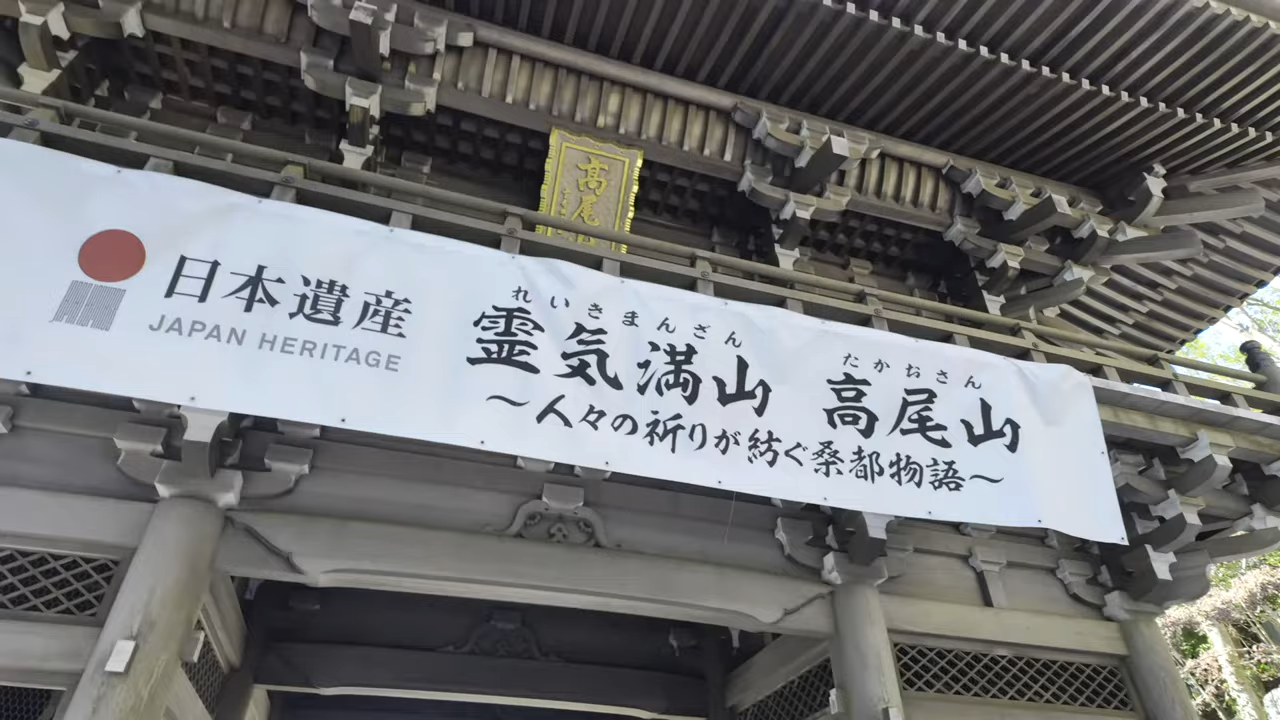 高尾
日本遺産
JAPAN HERITAGE
れいきまんざん
霊気満山
たかおさん
高尾山
～人々の祈りが紡ぐ桑都物語～